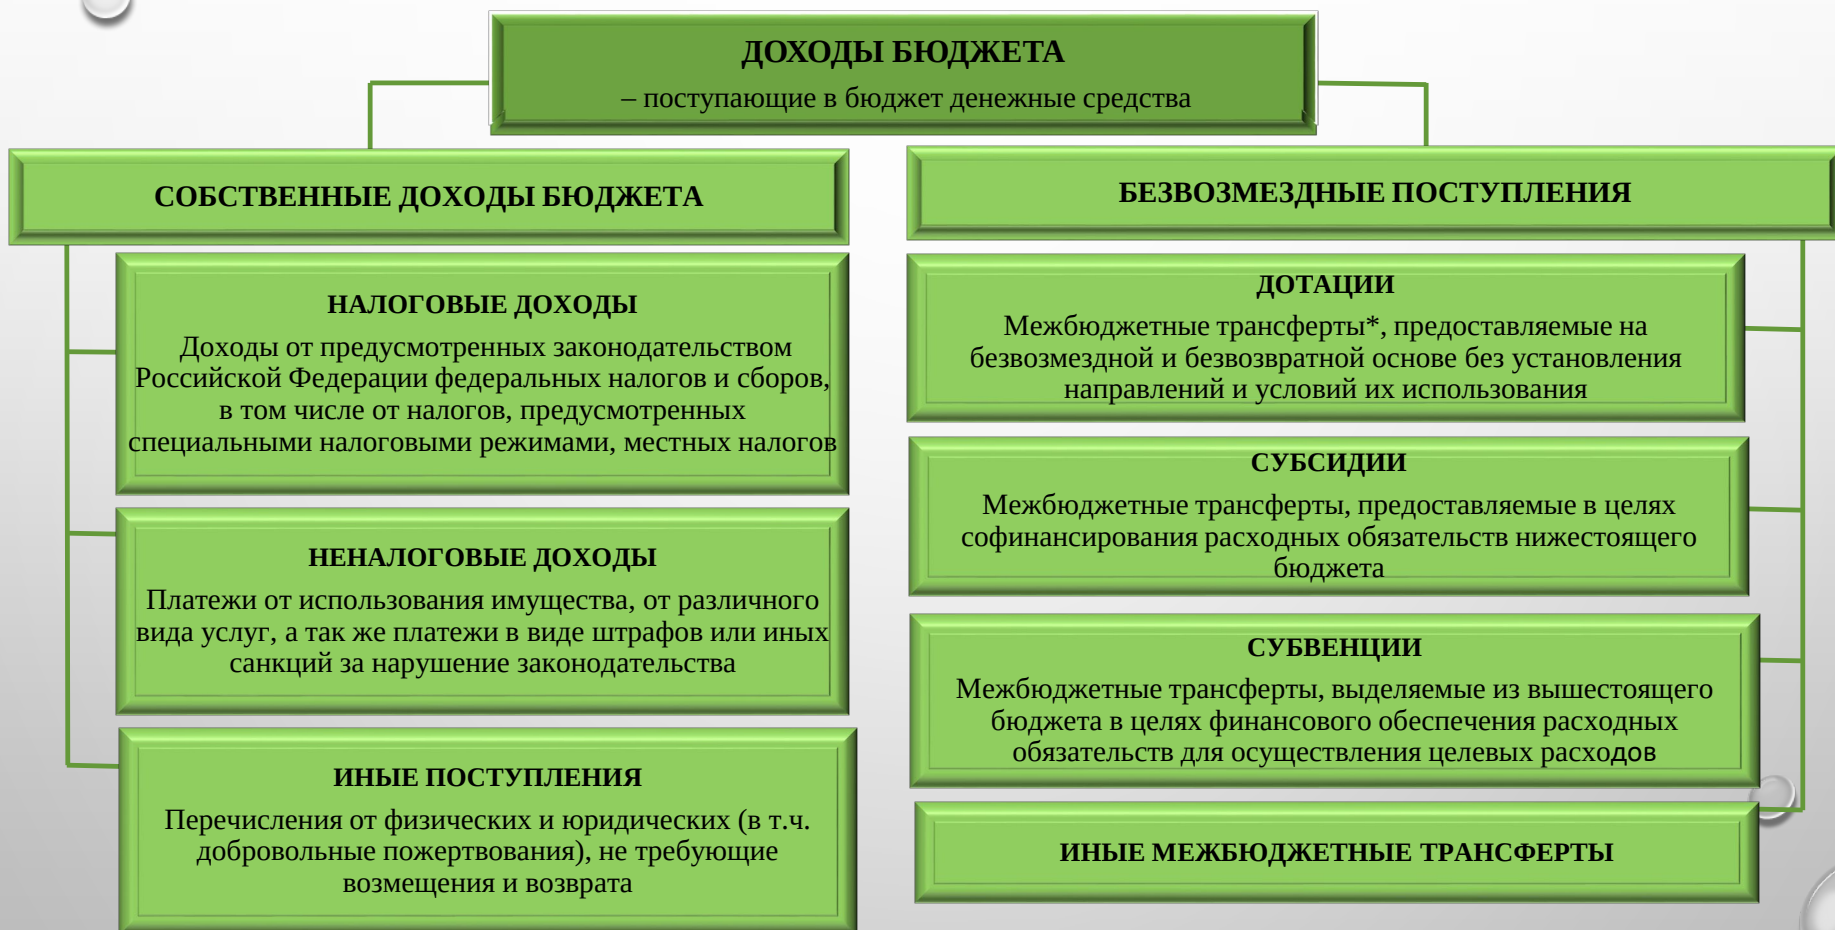 ДОХОДЫ БЮДЖЕТА
– поступающие в бюджет денежные средства
СОБСТВЕННЫЕ ДОХОДЫ БЮДЖЕТА
НАЛОГОВЫЕ ДОХОДЫ
Доходы от предусмотренных законодательством
Российской Федерации федеральных налогов и сборов,
в том числе от налогов, предусмотренных
специальными налоговыми режимами, местных налогов
НЕНАЛОГОВЫЕ ДОХОДЫ
Платежи от использования имущества, от различного
вида услуг, а так же платежи в виде штрафов или иных
санкций за нарушение законодательства
ИНЫЕ ПОСТУПЛЕНИЯ
Перечисления от физических и юридических (в т.ч.
добровольные пожертвования), не требующие
возмещения и возврата
БЕЗВОЗМЕЗДНЫЕ ПОСТУПЛЕНИЯ
ДОТАЦИИ
Межбюджетные трансферты*, предоставляемые на
безвозмездной и безвозвратной основе без установления
направлений и условий их использования
СУБСИДИИ
Межбюджетные трансферты, предоставляемые в целях
софинансирования расходных обязательств нижестоящего
бюджета
СУБВЕНЦИИ
Межбюджетные трансферты, выделяемые из вышестоящего
бюджета в целях финансового обеспечения расходных
обязательств для осуществления целевых расходов
ИНЫЕ МЕЖБЮДЖЕТНЫЕ ТРАНСФЕРТЫ